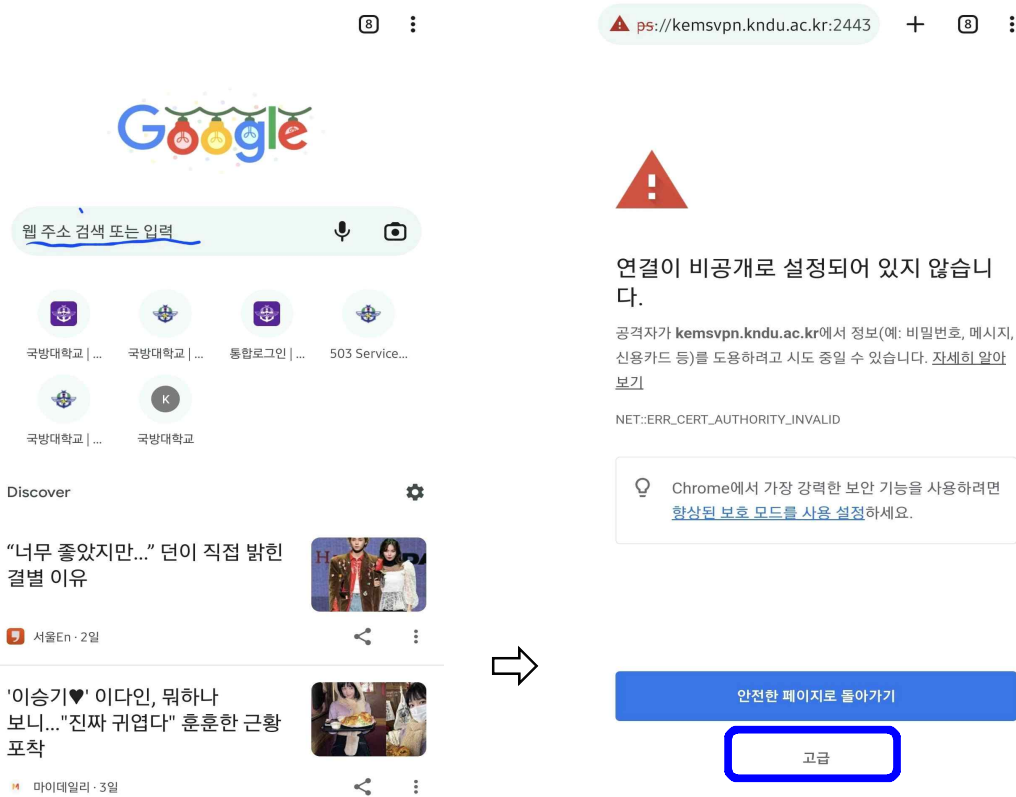 8
Google
웹 주소 검색 또는 입력
국방대학교 | ...
국방대학교 | ...
통합로그인 | ...
503 Service...
K
국방대학교 | ...
국방대학교
Discover
“너무 좋았지만...” 던이 직접 밝힌
결별 이유
서울En · 2일
'이승기♥' 이다인, 뭐하나
보니..."진짜 귀엽다" 훈훈한 근황
포착
M 마이데일리 · 3일
ps://kemsvpn.kndu.ac.kr:2443
8
연결이 비공개로 설정되어 있지 않습니
다.
공격자가 kemsvpn.kndu.ac.kr에서 정보(예: 비밀번호, 메시지,
신용카드 등)를 도용하려고 시도 중일 수 있습니다. 자세히 알아
보기
NET::ERR_CERT_AUTHORITY_INVALID
Chrome에서 가장 강력한 보안 기능을 사용하려면
향상된 보호 모드를 사용 설정하세요.
안전한 페이지로 돌아가기
고급